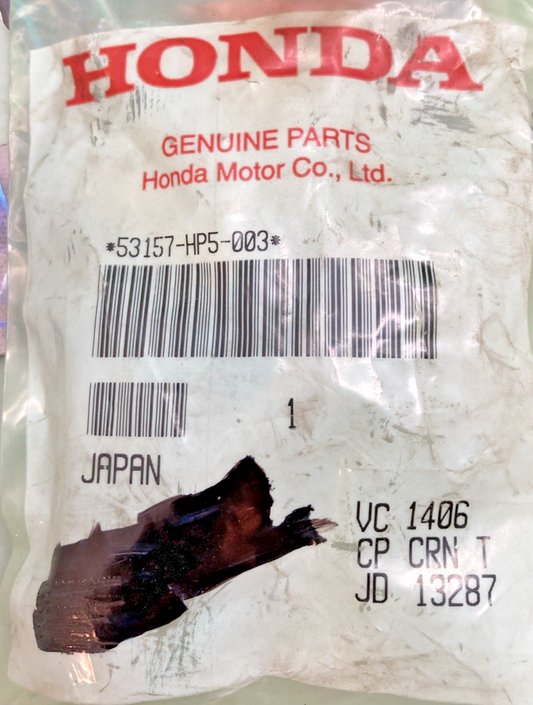 HONDA
GENUINE PARTS
Honda Motor Co., Ltd.
*53157-HP5-003*
1
JAPAN
VC 1406
CP CRN T
JD 13287